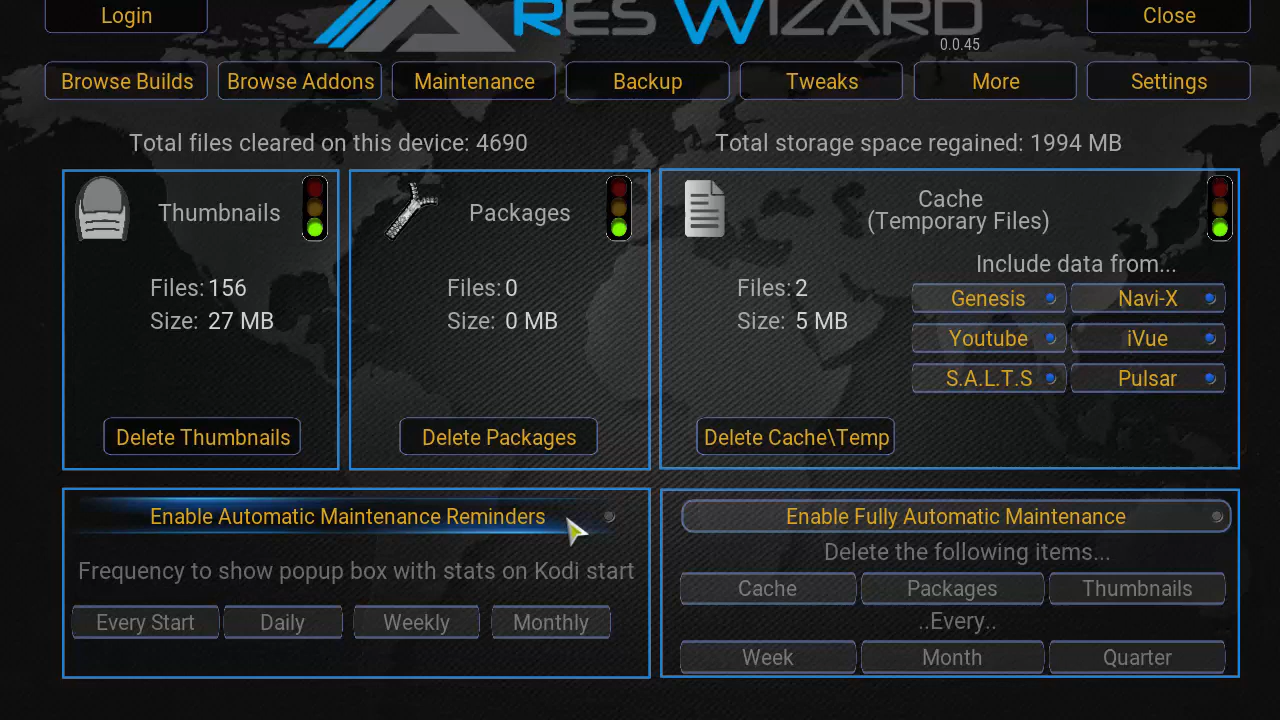 Login
ARES WIZARD
Close
0.0.45
Browse Builds
Browse Addons
Maintenance
Backup
Tweaks
More
Settings
Total files cleared on this device: 4690
Total storage space regained: 1994 MB
Thumbnails
Files: 156
Size: 27 MB
Delete Thumbnails
Packages
Files: 0
Size: 0 MB
Delete Packages
Cache
(Temporary Files)
Include data from...
Files: 2
Size: 5 MB
Genesis
Navi-X
Youtube
iVue
S.A.L.T.S
Pulsar
Delete Cache\Temp
Enable Automatic Maintenance Reminders
Frequency to show popup box with stats on Kodi start
Every Start
Daily
Weekly
Monthly
Enable Fully Automatic Maintenance
Delete the following items...
Cache
Packages
Thumbnails
..Every..
Week
Month
Quarter